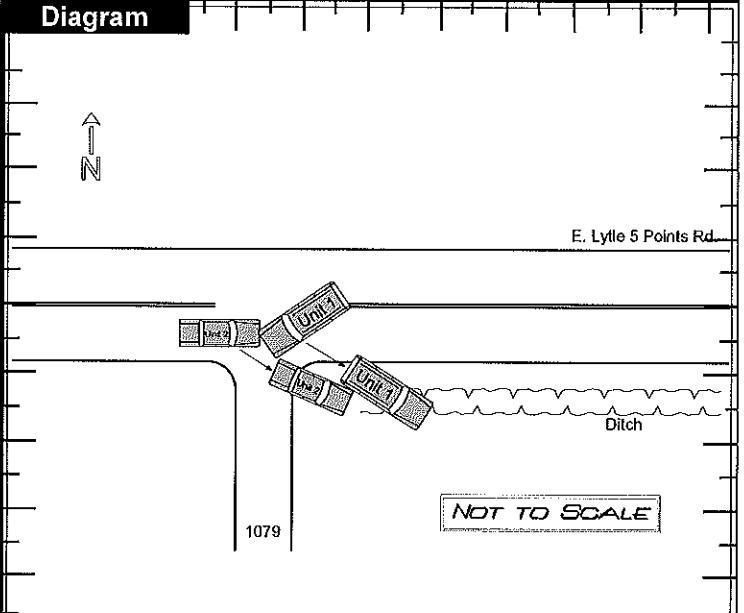 Diagram
N
E. Lytle 5 Points Rd.
Unit 1
Unit 2
Unit 1
Unit 2
Ditch
NOT TO SCALE
1079